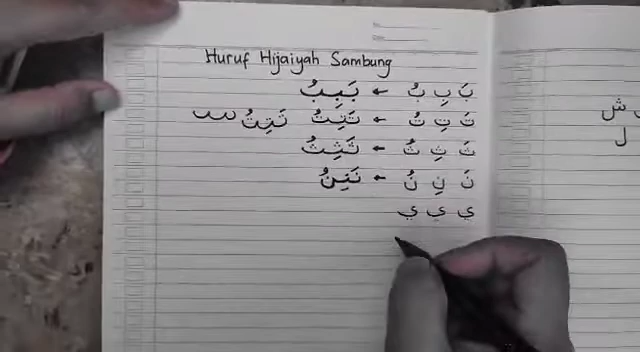 Huruf Hijaiyah Sambung
بَ بِ بُ ← بَبِبُ
تَ تِ تُ ← تَتِتُ تَتِتُ
ثَ ثِ ثُ ← ثَثِثُ
نَ نِ نُ ← نَنِنُ
ي ي ي
ش
ل